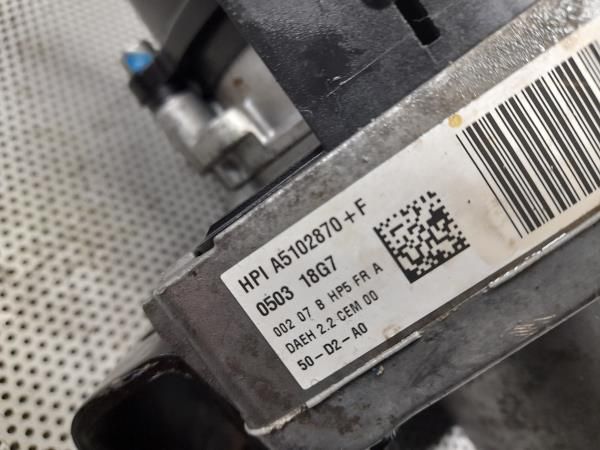 HPI A5102870+F
0503 18G7
002 07 B HP5 FR A
DAEH 2.2 CEM 00
50-D2-A0